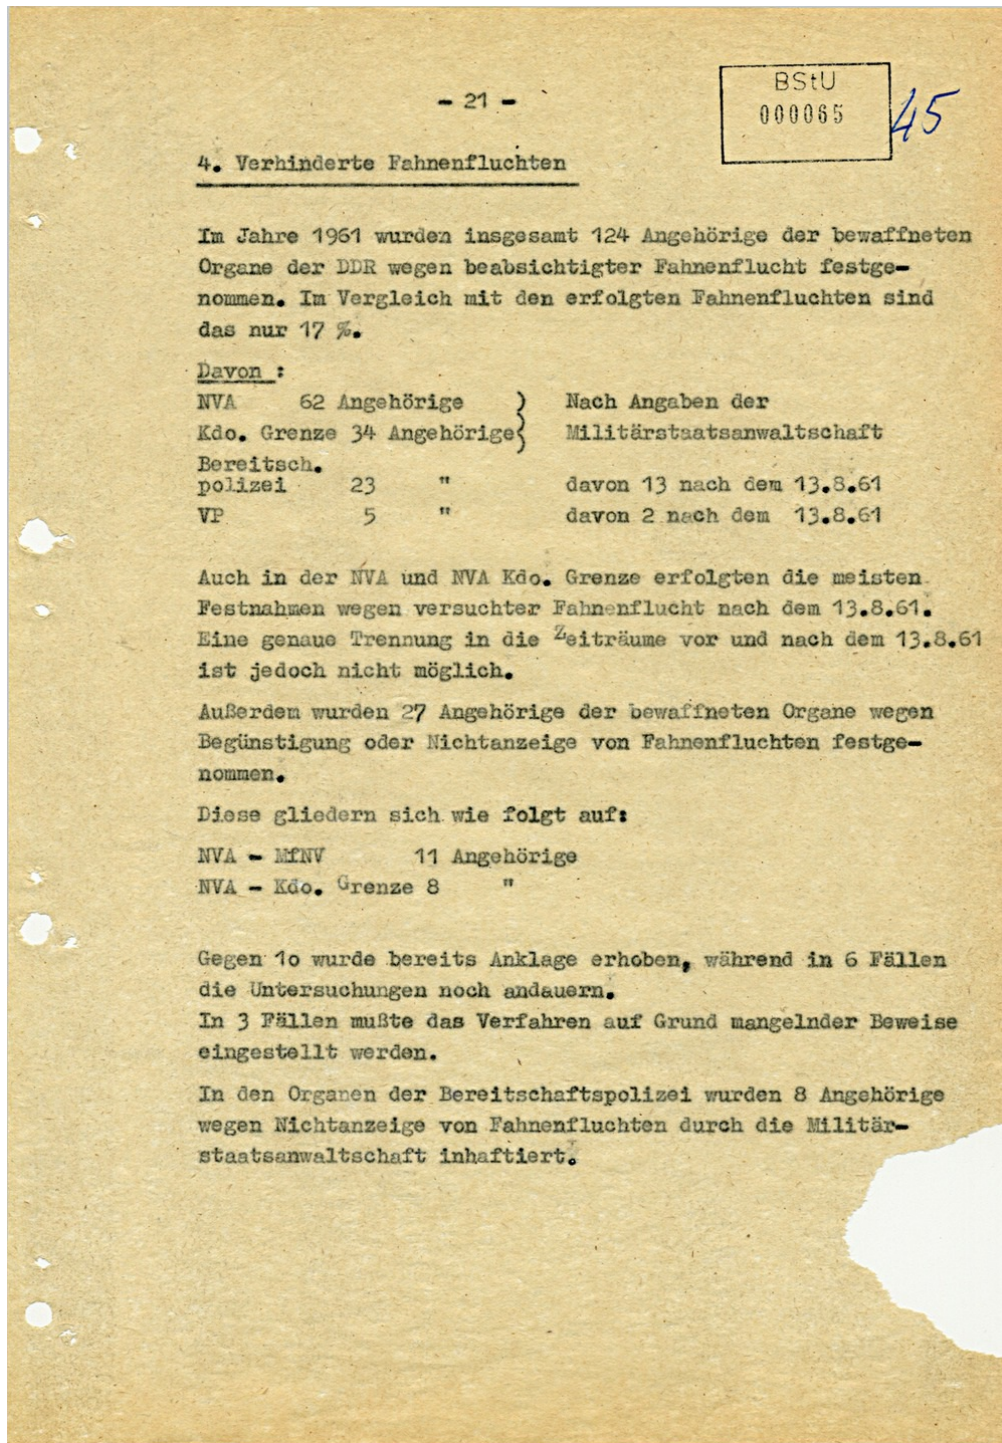 - 21 -
BStU
000065
45
4. Verhinderte Fahnenfluchten
Im Jahre 1961 wurden insgesamt 124 Angehörige der bewaffneten
Organe der DDR wegen beabsichtigter Fahnenflucht festge-
nommen. Im Vergleich mit den erfolgten Fahnenfluchten sind
das nur 17 %.
Davon :
NVA 62 Angehörige ) Nach Angaben der
Kdo. Grenze 34 Angehörige ) Militärstaatsanwaltschaft
Bereitsch.
polizei 23 " davon 13 nach dem 13.8.61
VP 5 " davon 2 nach dem 13.8.61
Auch in der NVA und NVA Kdo. Grenze erfolgten die meisten
Festnahmen wegen versuchter Fahnenflucht nach dem 13.8.61.
Eine genaue Trennung in die Zeiträume vor und nach dem 13.8.61
ist jedoch nicht möglich.
Außerdem wurden 27 Angehörige der bewaffneten Organe wegen
Begünstigung oder Nichtanzeige von Fahnenfluchten festge-
nommen.
Diese gliedern sich wie folgt auf:
NVA - MfNV 11 Angehörige
NVA - Kdo. Grenze 8 "
Gegen 1o wurde bereits Anklage erhoben, während in 6 Fällen
die Untersuchungen noch andauern.
In 3 Fällen mußte das Verfahren auf Grund mangelnder Beweise
eingestellt werden.
In den Organen der Bereitschaftspolizei wurden 8 Angehörige
wegen Nichtanzeige von Fahnenfluchten durch die Militär-
staatsanwaltschaft inhaftiert.